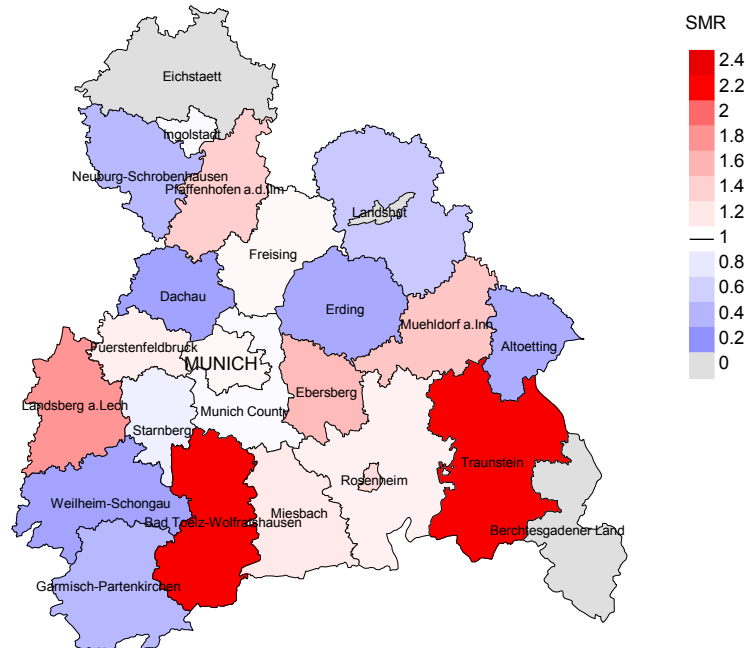 SMR
2.4
2.2
2
1.8
1.6
1.4
1.2
1
0.8
0.6
0.4
0.2
0
Eichstaett
Ingolstadt
Neuburg-Schrobenhausen
Pfaffenhofen a.d.Ilm
Landshut
Freising
Dachau
Erding
Muehldorf a.Inn
Altoetting
Fuerstenfeldbruck
MUNICH
Ebersberg
Landsberg a.Lech
Munich County
Starnberg
Traunstein
Rosenheim
Weilheim-Schongau
Miesbach
Bad Toelz-Wolfratshausen
Berchtesgadener Land
Garmisch-Partenkirchen